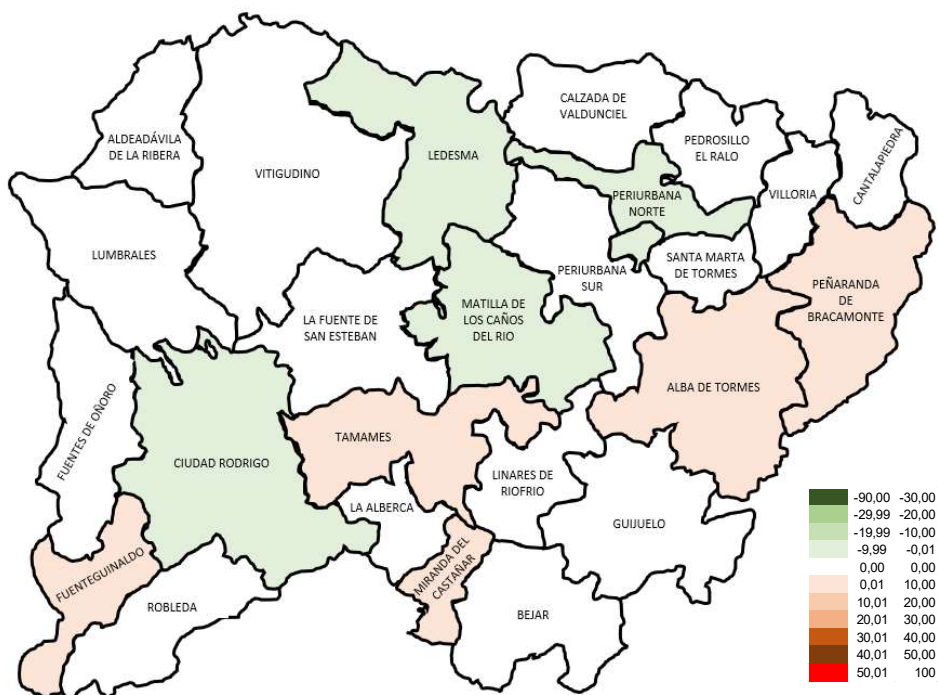 CALZADA DE
VALDUNCIEL
ALDEADÁVILA
DE LA RIBERA
PEDROSILLO
EL RALO
CANTALAPIEDRA
LEDESMA
VITIGUDINO
VILLORIA
PERIURBANA
NORTE
LUMBRALES
SANTA MARTA
DE TORMES
PERIURBANA
SUR
PEÑARANDA
DE
BRACAMONTE
MATILLA DE
LOS CAÑOS
DEL RIO
LA FUENTE DE
SAN ESTEBAN
ALBA DE TORMES
FUENTES DE OÑORO
TAMAMES
CIUDAD RODRIGO
LINARES DE
RIOFRIO
LA ALBERCA
GUIJUELO
FUENTEGUINALDO
MIRANDA DEL
CASTAÑAR
ROBLEDA
BEJAR
-90,00 -30,00
-29,99 -20,00
-19,99 -10,00
-9,99 -0,01
0,00 0,00
0,01 10,00
10,01 20,00
20,01 30,00
30,01 40,00
40,01 50,00
50,01 100